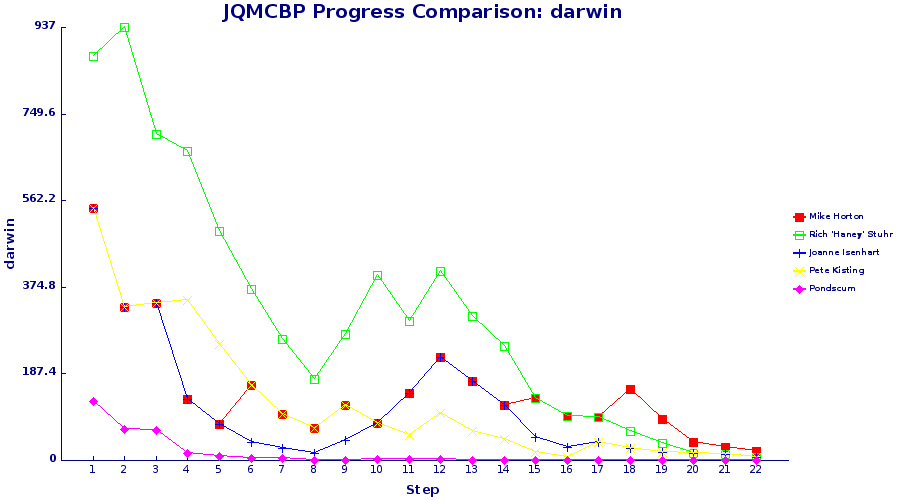 JQMCBP Progress Comparison: darwin
937
749.6
562.2
374.8
187.4
0
darwin
1 2 3 4 5 6 7 8 9 10 11 12 13 14 15 16 17 18 19 20 21 22
Step
Mike Horton
Rich 'Haney' Stuhr
Joanne Isenhart
Pete Kisting
Pondscum